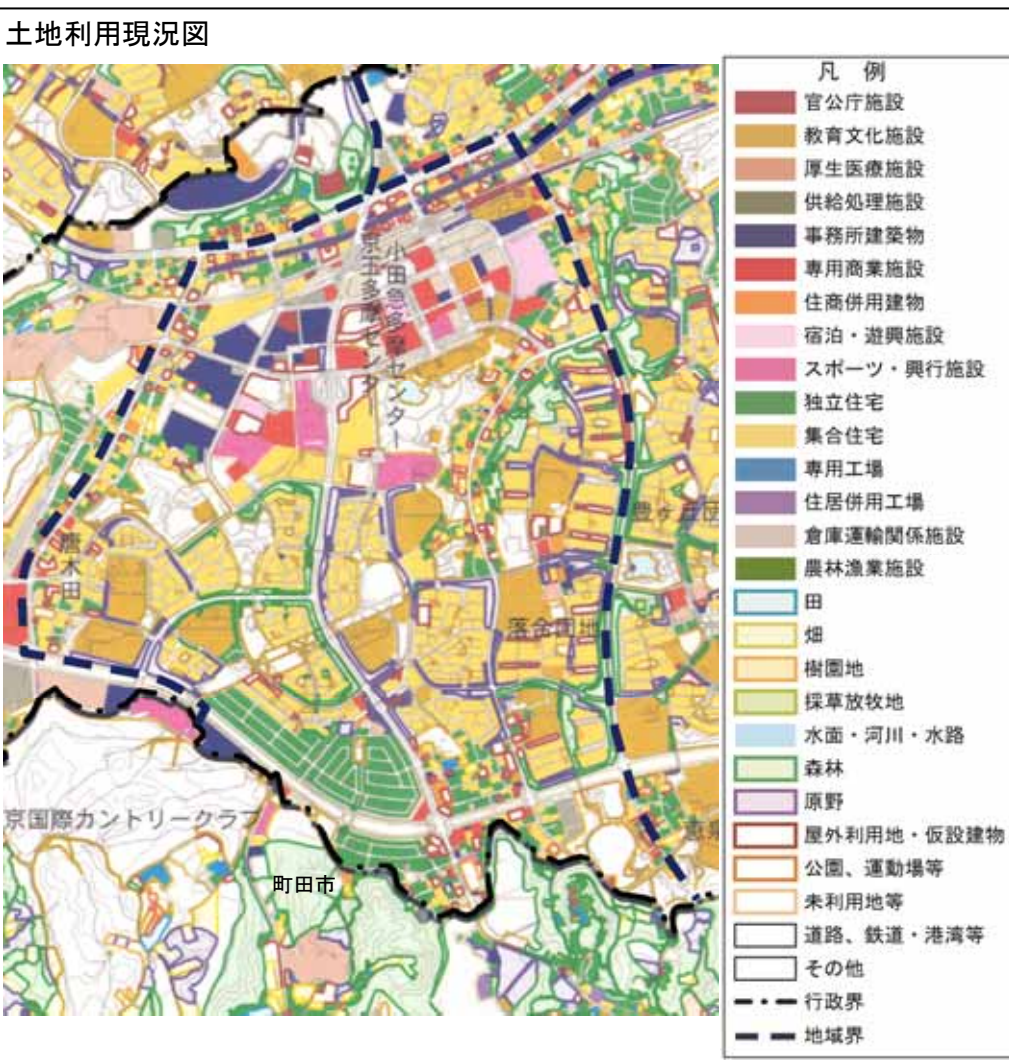 土地利用現況図
小田急多摩センター
京王多摩センター
唐木田
豊ヶ丘団
落合団地
京国際カントリークラブ
町田市
凡 例
官公庁施設
教育文化施設
厚生医療施設
供給処理施設
事務所建築物
専用商業施設
住商併用建物
宿泊・遊興施設
スポーツ・興行施設
独立住宅
集合住宅
専用工場
住居併用工場
倉庫運輸関係施設
農林漁業施設
田
畑
樹園地
採草放牧地
水面・河川・水路
森林
原野
屋外利用地・仮設建物
公園、運動場等
未利用地等
道路、鉄道・港湾等
その他
行政界
地域界